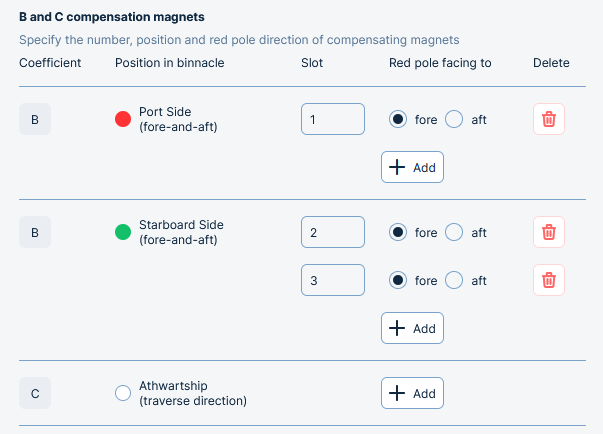 B and C compensation magnets
Specify the number, position and red pole direction of compensating magnets
Coefficient Position in binnacle Slot Red pole facing to Delete
B Port Side (fore-and-aft) 1 fore aft
Add
B Starboard Side (fore-and-aft) 2 fore aft
3 fore aft
Add
C Athwartship (traverse direction) Add